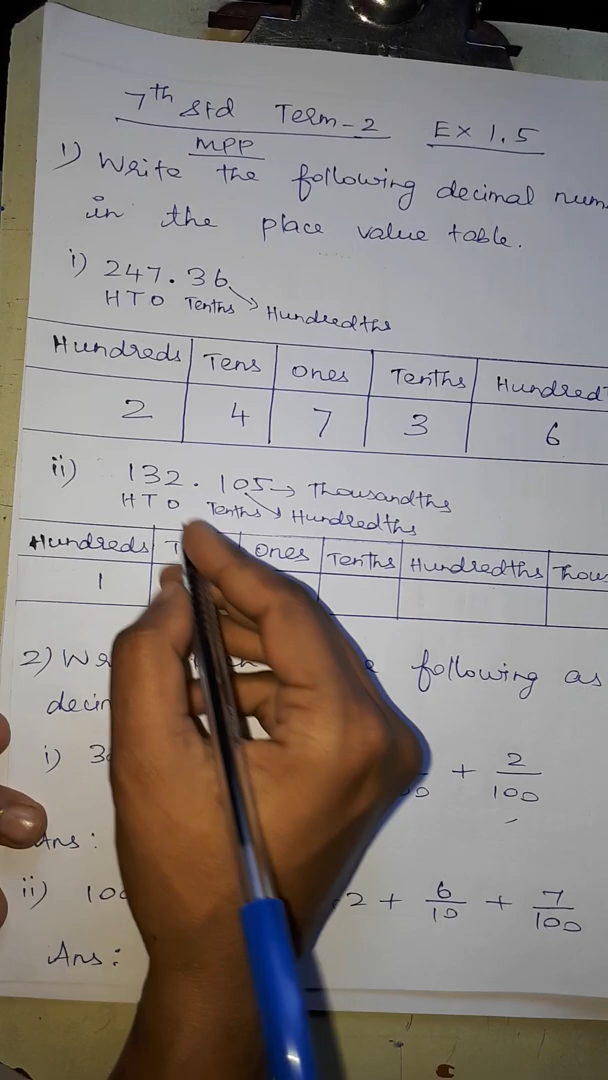 7th Std Term-2 Ex 1.5
MPP
1) Write the following decimal num
in the place value table.
i) 247.36
H T O Tenths → Hundredths
Hundreds Tens Ones Tenths Hundred
2 4 7 3 6
ii) 132.105 → Thousandths
H T O Tenths → Hundredths
Hundreds T Ones Tenths Hundredths Thous
1
2) W following as
decim
i) 3 + 2/100
Ans:
ii) 100 2 + 6/10 + 7/100
Ans: